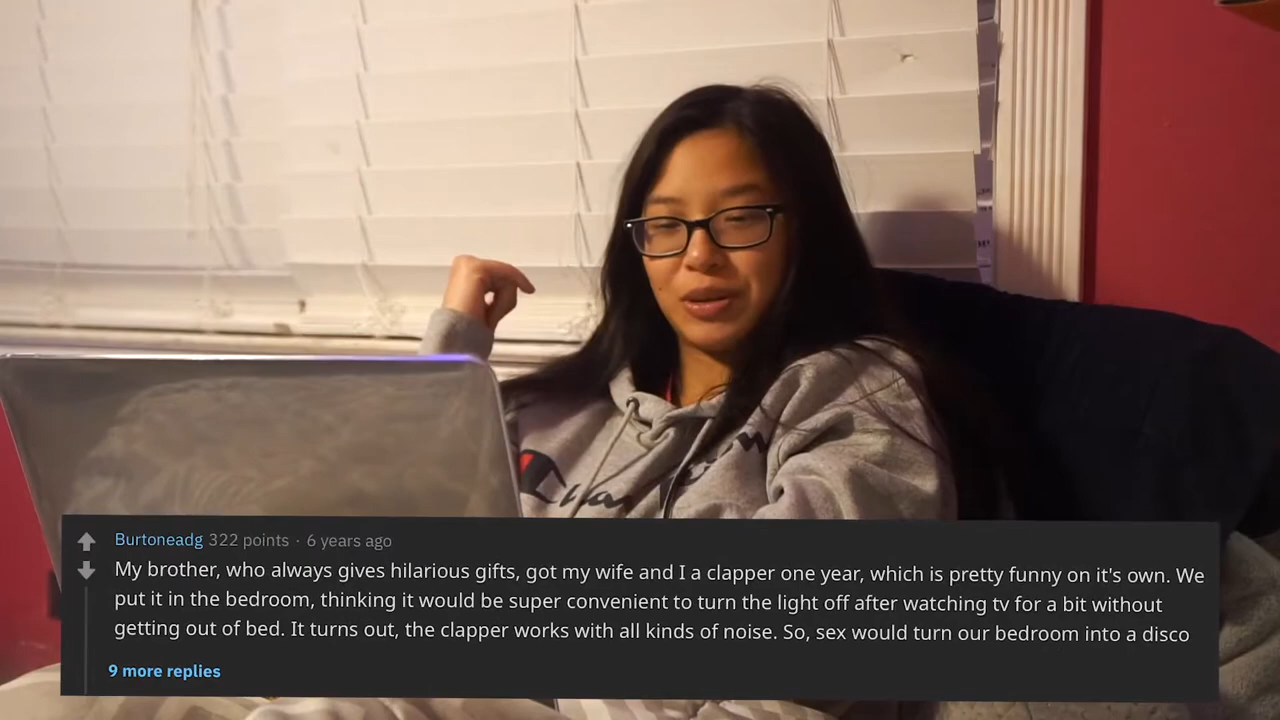 Burtoneadg 322 points · 6 years ago
My brother, who always gives hilarious gifts, got my wife and I a clapper one year, which is pretty funny on it's own. We
put it in the bedroom, thinking it would be super convenient to turn the light off after watching tv for a bit without
getting out of bed. It turns out, the clapper works with all kinds of noise. So, sex would turn our bedroom into a disco
9 more replies